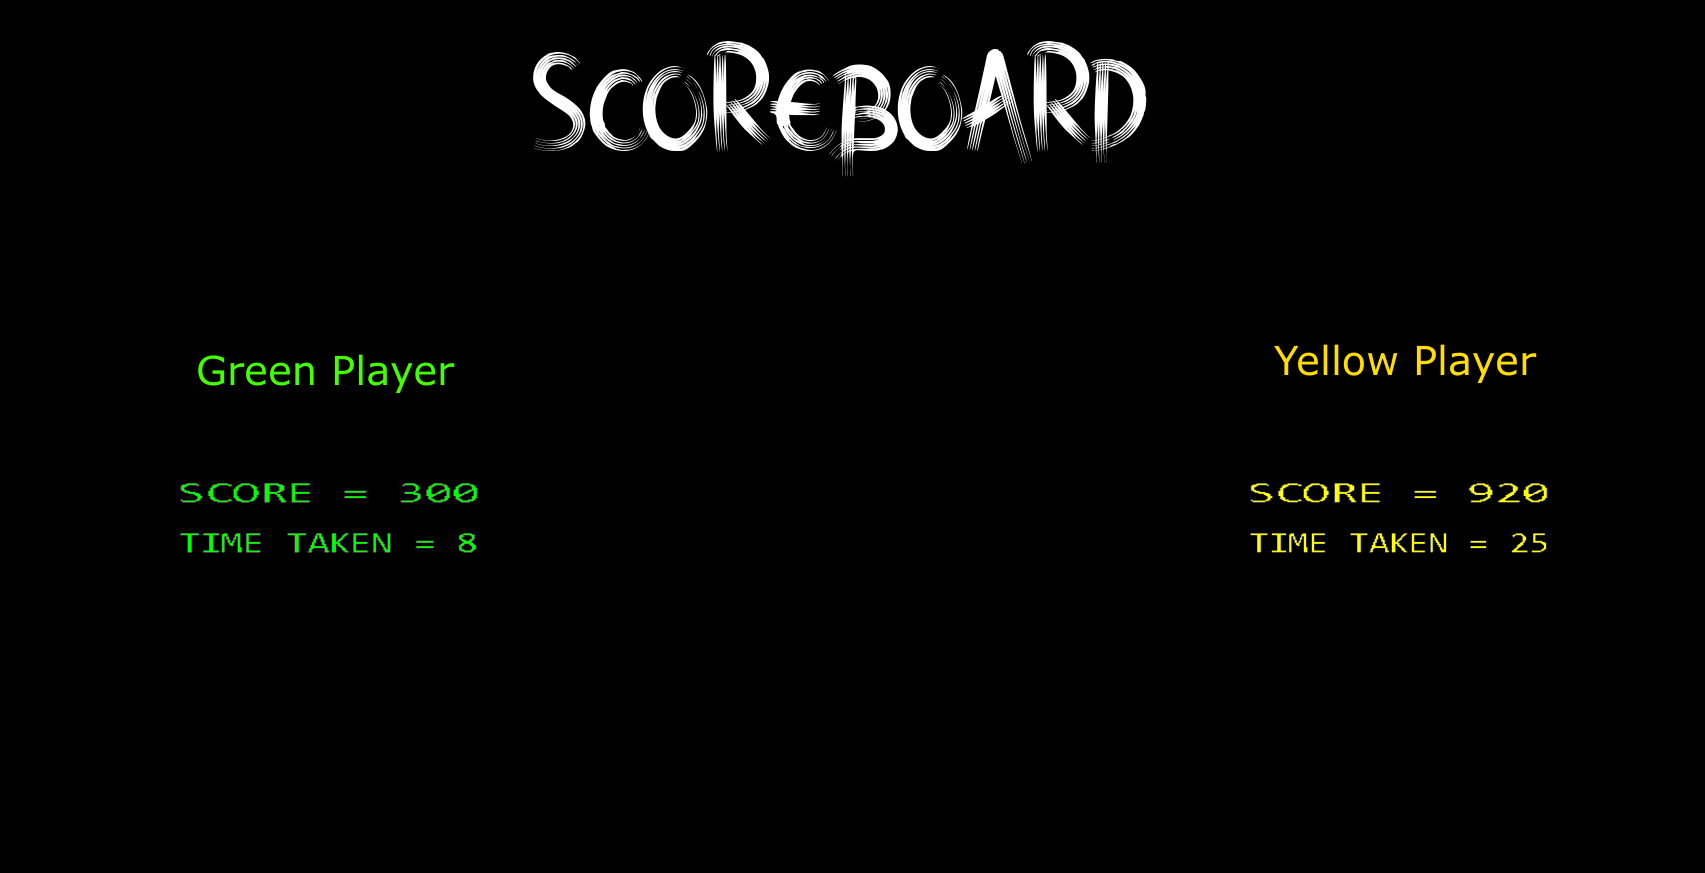 SCOREBOARD
Green Player
SCORE = 300
TIME TAKEN = 8
Yellow Player
SCORE = 920
TIME TAKEN = 25